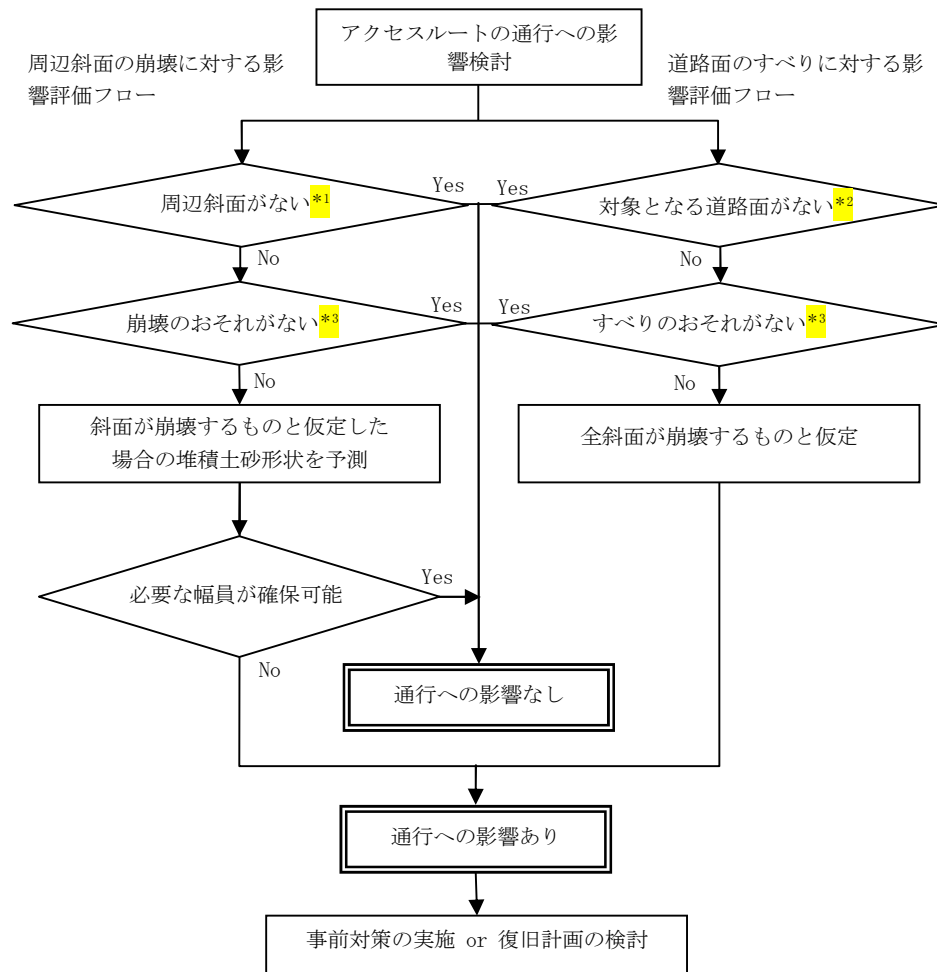 アクセスルートの通行への影
響検討
周辺斜面の崩壊に対する影
響評価フロー
道路面のすべりに対する影
響評価フロー
周辺斜面がない*1
Yes
Yes
対象となる道路面がない*2
No
No
崩壊のおそれがない*3
Yes
Yes
すべりのおそれがない*3
No
No
斜面が崩壊するものと仮定した
場合の堆積土砂形状を予測
全斜面が崩壊するものと仮定
必要な幅員が確保可能
Yes
No
通行への影響なし
通行への影響あり
事前対策の実施 or 復旧計画の検討